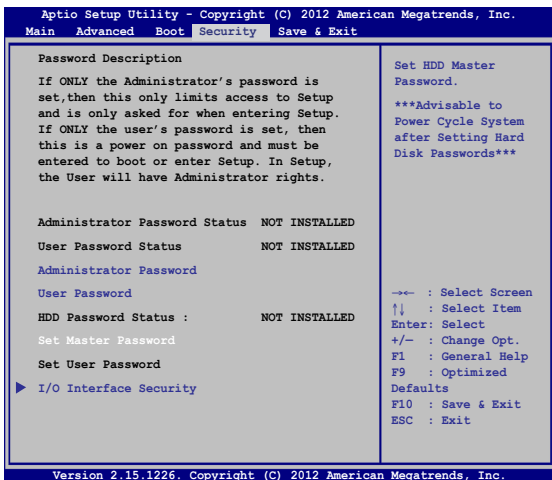 Aptio Setup Utility - Copyright (C) 2012 American Megatrends, Inc.
Main Advanced Boot Security Save & Exit
Password Description
If ONLY the Administrator's password is
set,then this only limits access to Setup
and is only asked for when entering Setup.
If ONLY the user's password is set, then
this is a power on password and must be
entered to boot or enter Setup. In Setup,
the User will have Administrator rights.
Administrator Password Status NOT INSTALLED
User Password Status NOT INSTALLED
Administrator Password
User Password
HDD Password Status : NOT INSTALLED
Set Master Password
Set User Password
I/O Interface Security
Set HDD Master
Password.
***Advisable to
Power Cycle System
after Setting Hard
Disk Passwords***
→← : Select Screen
↑↓ : Select Item
Enter: Select
+/— : Change Opt.
F1 : General Help
F9 : Optimized
Defaults
F10 : Save & Exit
ESC : Exit
Version 2.15.1226. Copyright (C) 2012 American Megatrends, Inc.